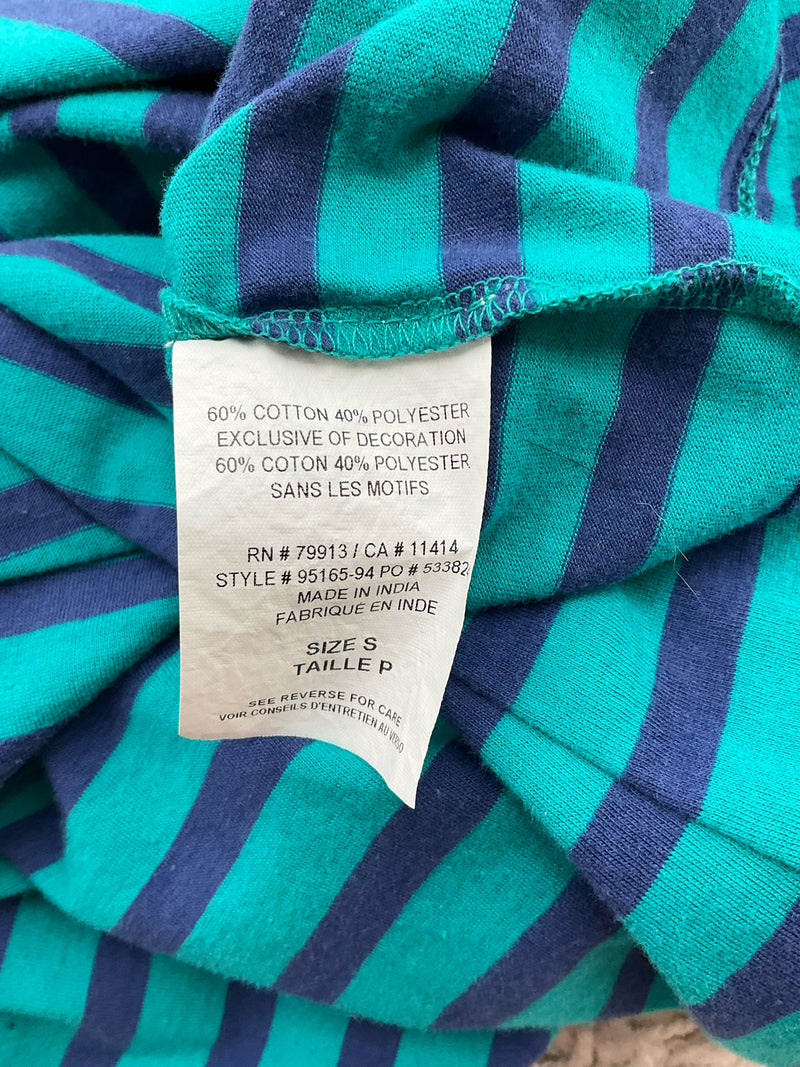 60% COTTON 40% POLYESTER
EXCLUSIVE OF DECORATION
60% COTON 40% POLYESTER
SANS LES MOTIFS
RN # 79913 / CA # 11414
STYLE # 95165-94 PO # 53382
MADE IN INDIA
FABRIQUÉ EN INDE
SIZE S
TAILLE P
SEE REVERSE FOR CARE
VOIR CONSEILS D'ENTRETIEN AU VERSO